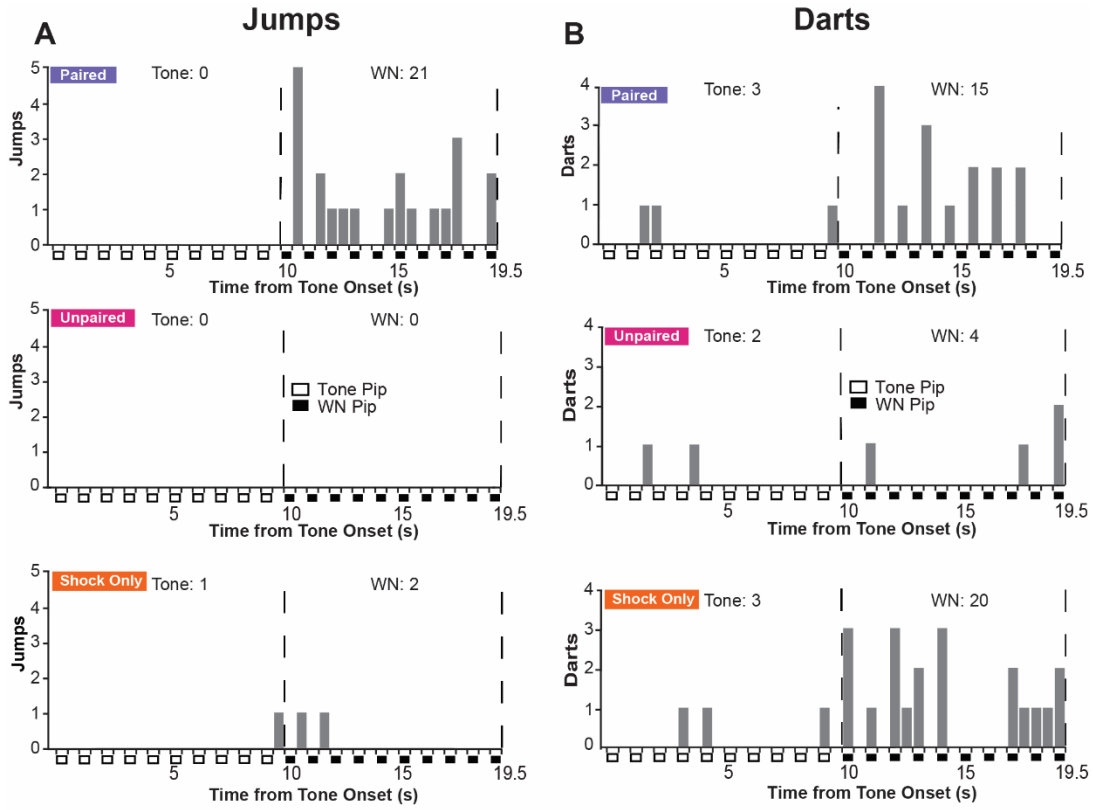 A
Jumps
Paired
Tone: 0
WN: 21
Jumps
5
4
3
2
1
0
5
10
15
19.5
Time from Tone Onset (s)
Unpaired
Tone: 0
WN: 0
Jumps
5
4
3
2
1
0
Tone Pip
WN Pip
5
10
15
19.5
Time from Tone Onset (s)
Shock Only
Tone: 1
WN: 2
Jumps
5
4
3
2
1
0
5
10
15
19.5
Time from Tone Onset (s)
B
Darts
Paired
Tone: 3
WN: 15
Darts
4
3
2
1
0
5
10
15
19.5
Time from Tone Onset (s)
Unpaired
Tone: 2
WN: 4
Darts
4
3
2
1
0
Tone Pip
WN Pip
5
10
15
19.5
Time from Tone Onset (s)
Shock Only
Tone: 3
WN: 20
Darts
4
3
2
1
0
5
10
15
19.5
Time from Tone Onset (s)